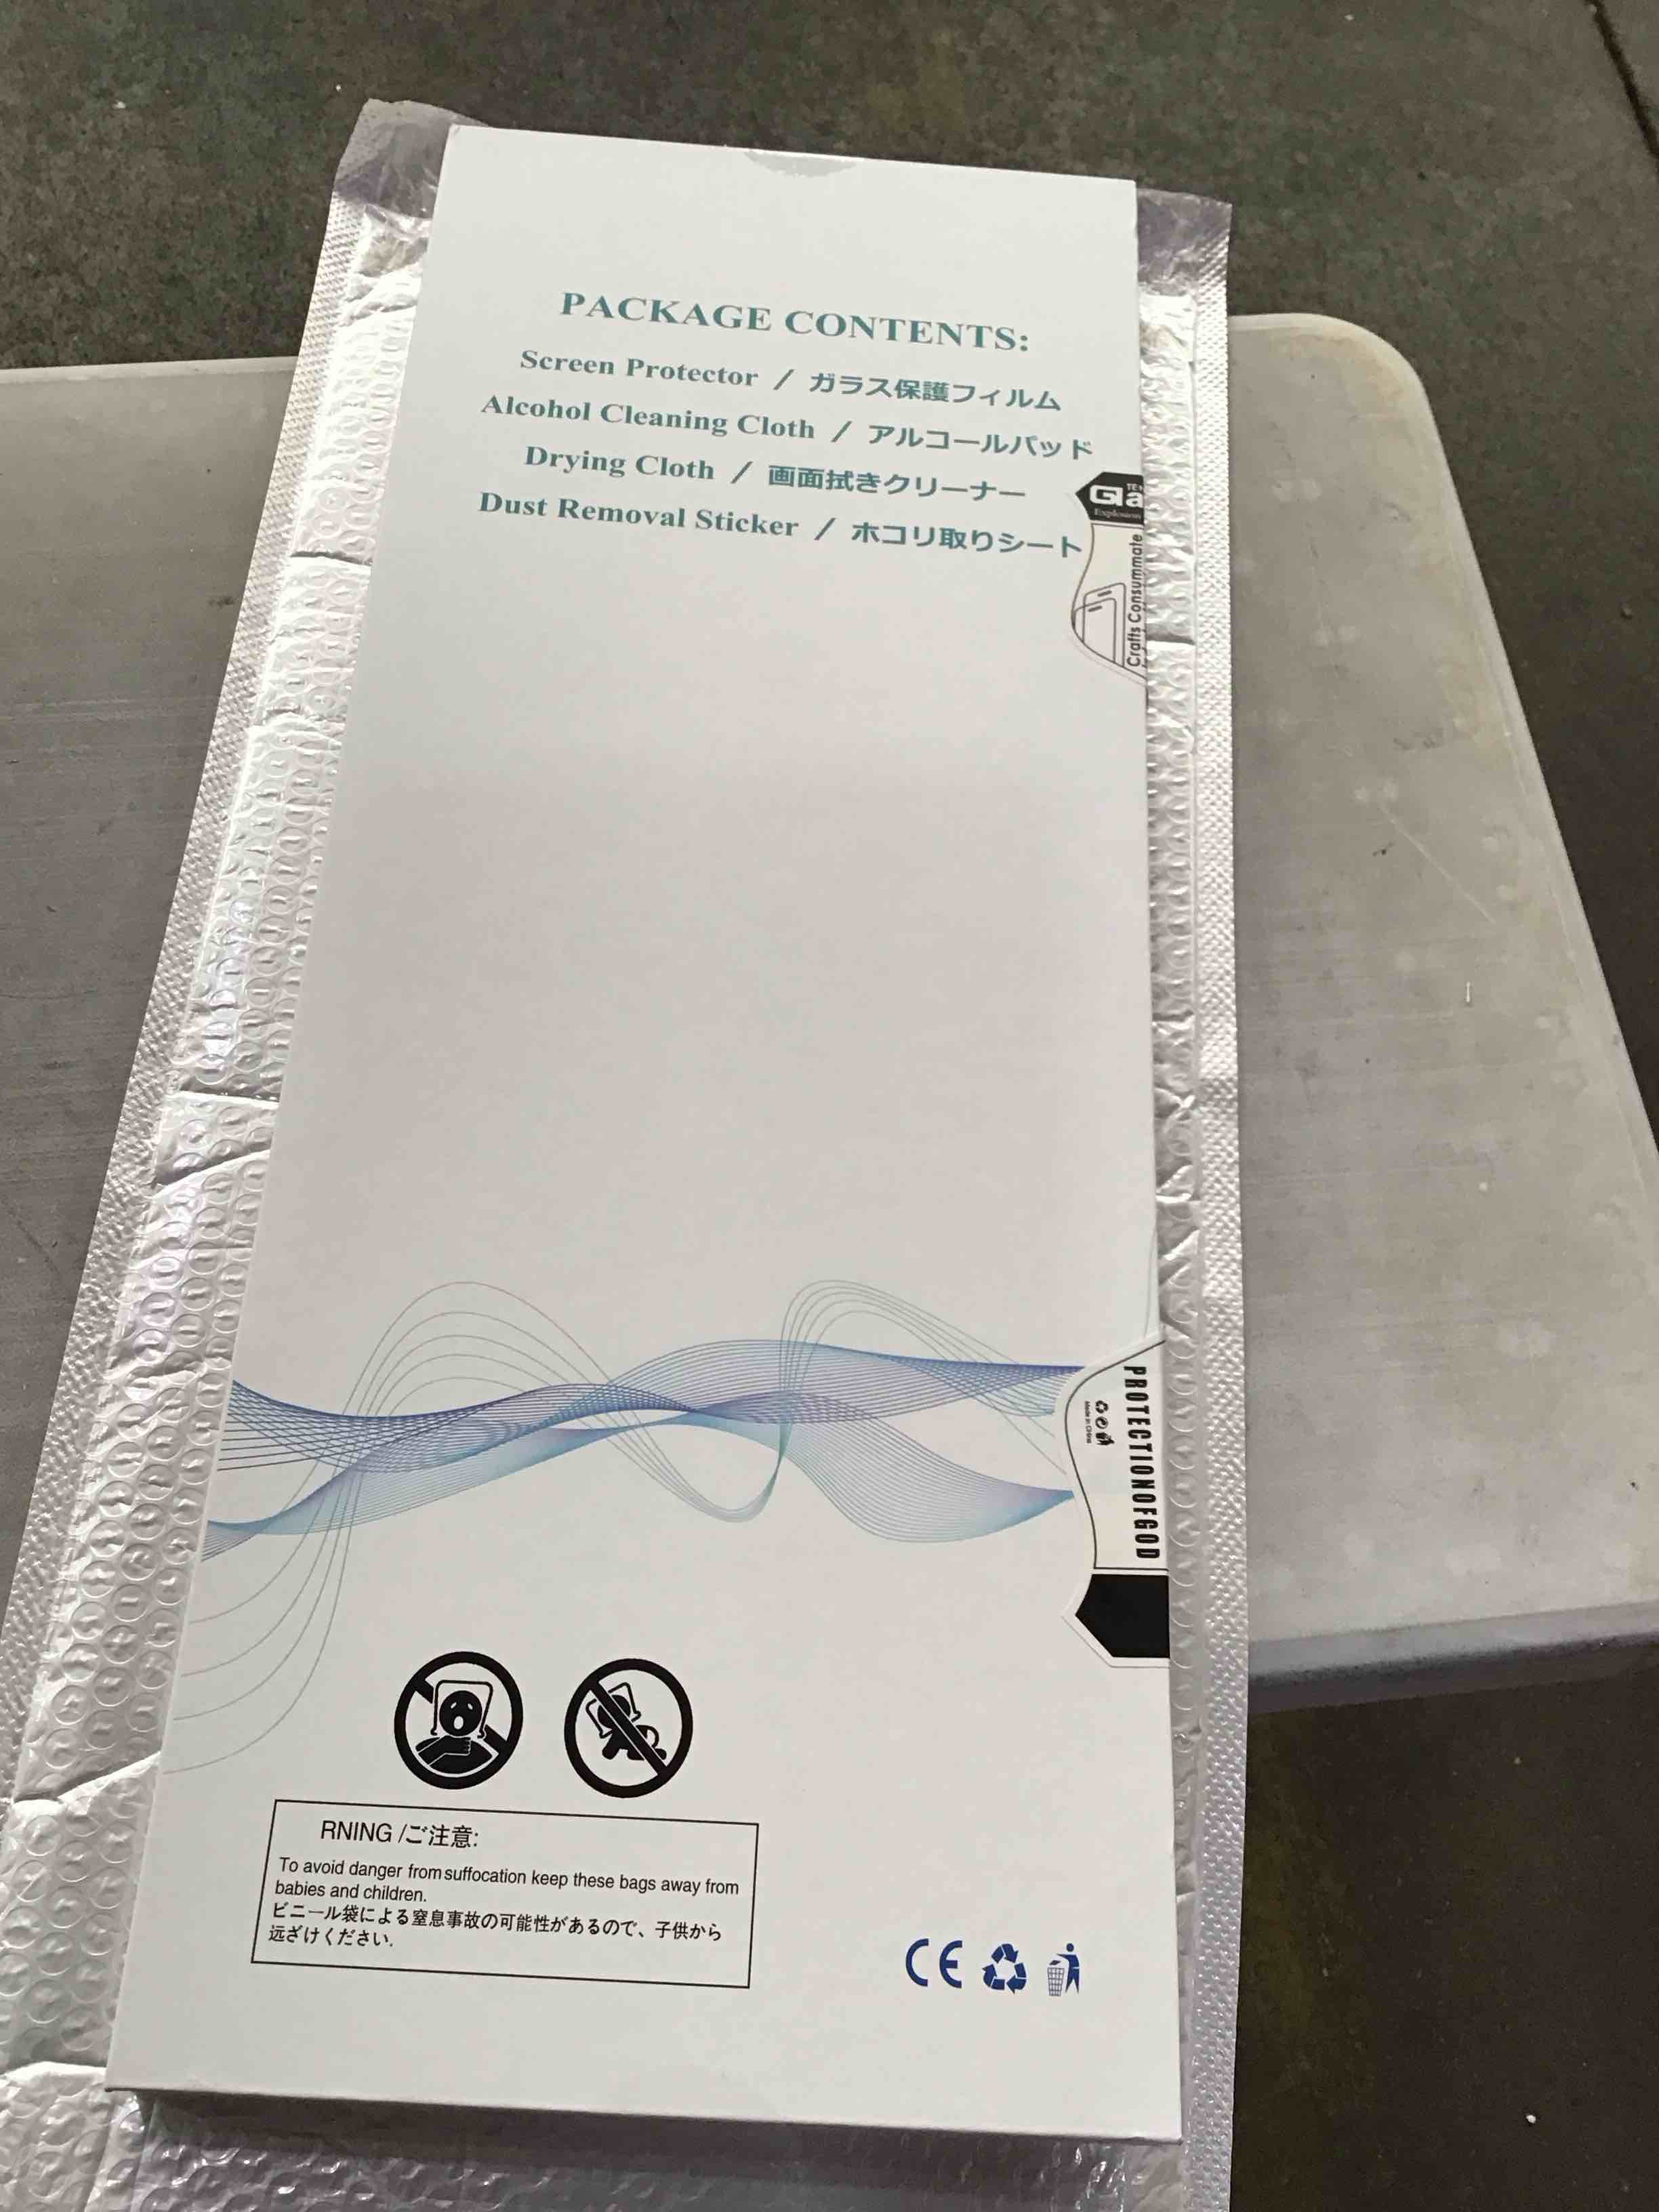 PACKAGE CONTENTS:
Screen Protector / ガラス保護フィルム
Alcohol Cleaning Cloth / アルコールパッド
Drying Cloth / 画面拭きクリーナー
Dust Removal Sticker / ホコリ取りシート
Gla
Explosion
Crafts Consummate
PROTECTIONOFGOD
Made in China
RNING /ご注意:
To avoid danger from suffocation keep these bags away from
babies and children.
ビニール袋による窒息事故の可能性があるので、子供から
遠ざけください.
CE